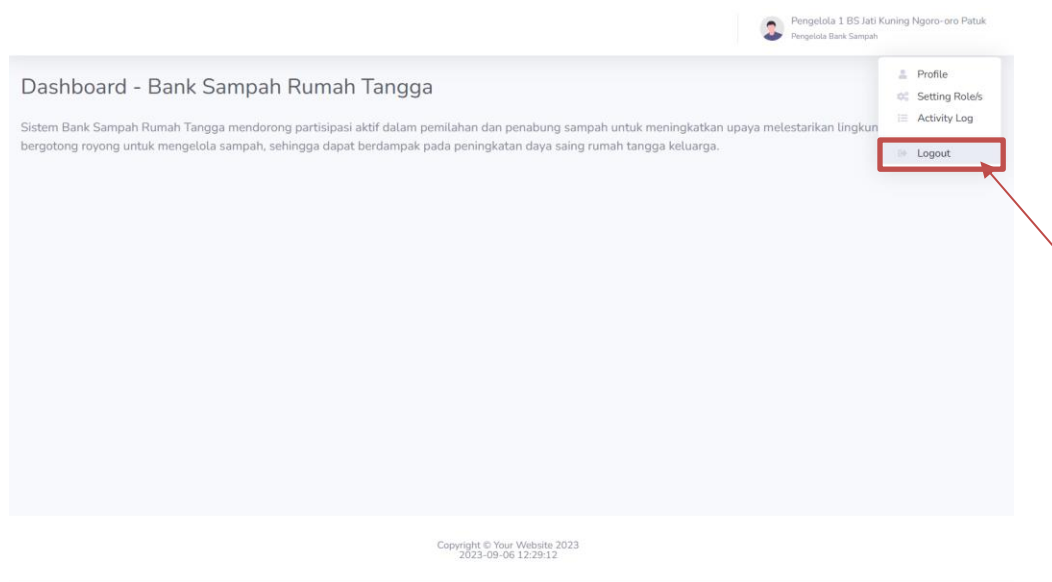 Pengelola 1 BS Jati Kuning Ngoro-oro Patuk
Pengelola Bank Sampah
Profile
Setting Role/s
Activity Log
Logout
Dashboard - Bank Sampah Rumah Tangga
Sistem Bank Sampah Rumah Tangga mendorong partisipasi aktif dalam pemilahan dan penabung sampah untuk meningkatkan upaya melestarikan lingkun
bergotong royong untuk mengelola sampah, sehingga dapat berdampak pada peningkatan daya saing rumah tangga keluarga.
Copyright © Your Website 2023
2023-09-06 12:29:12